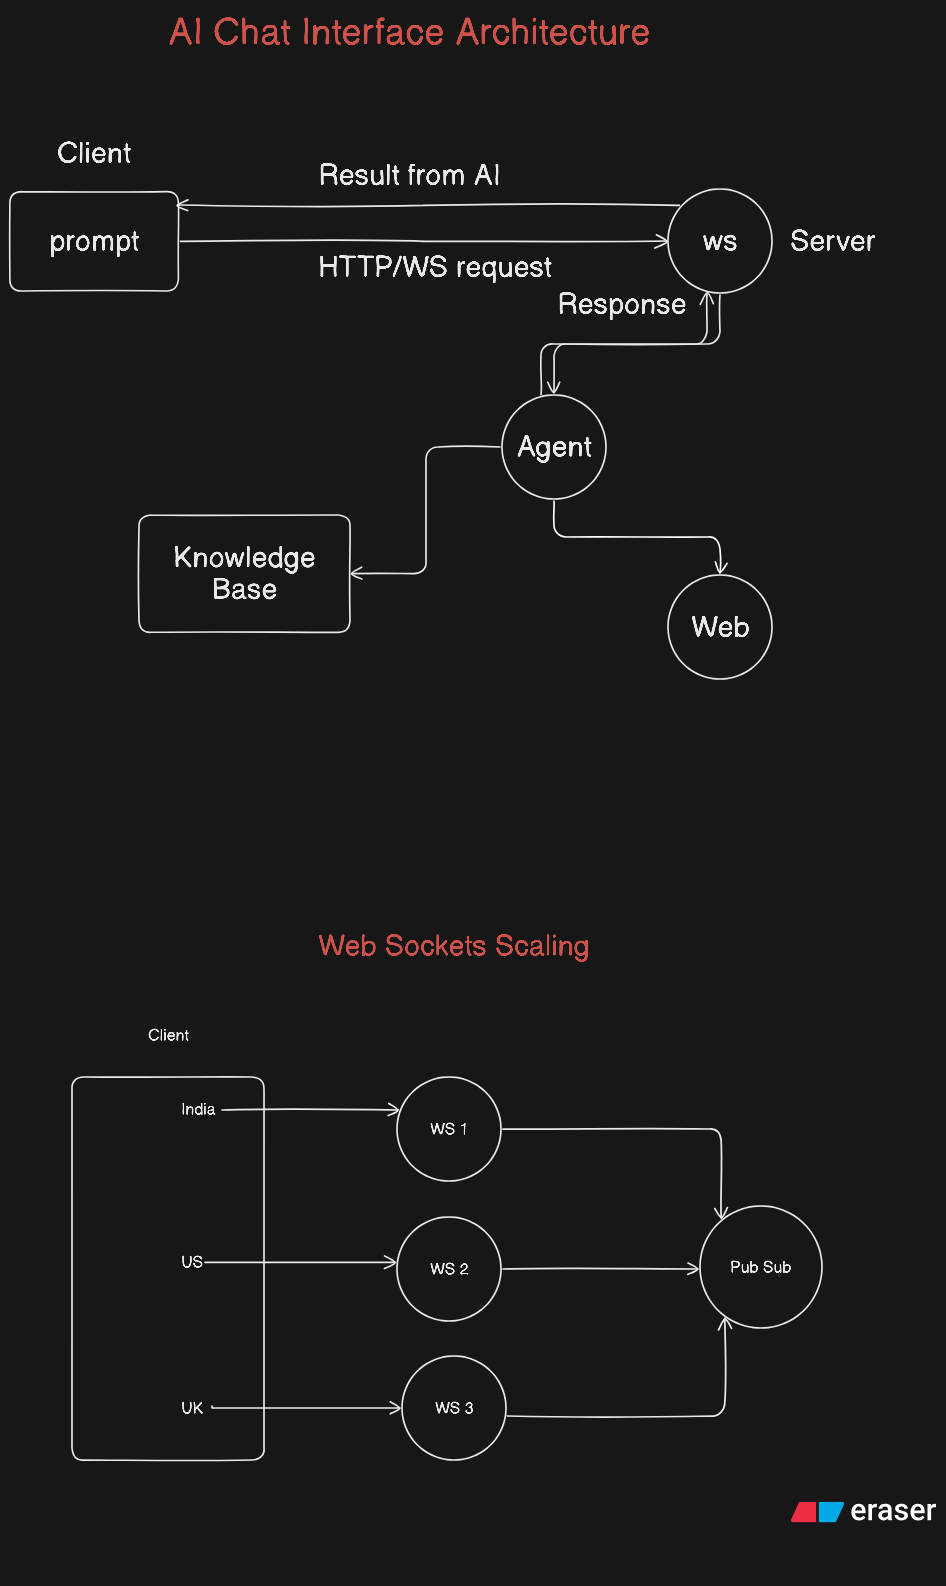 AI Chat Interface Architecture
Client
Result from AI
prompt
ws
Server
HTTP/WS request
Response
Agent
Knowledge
Base
Web
Web Sockets Scaling
Client
India
WS 1
US
WS 2
Pub Sub
UK
WS 3
eraser